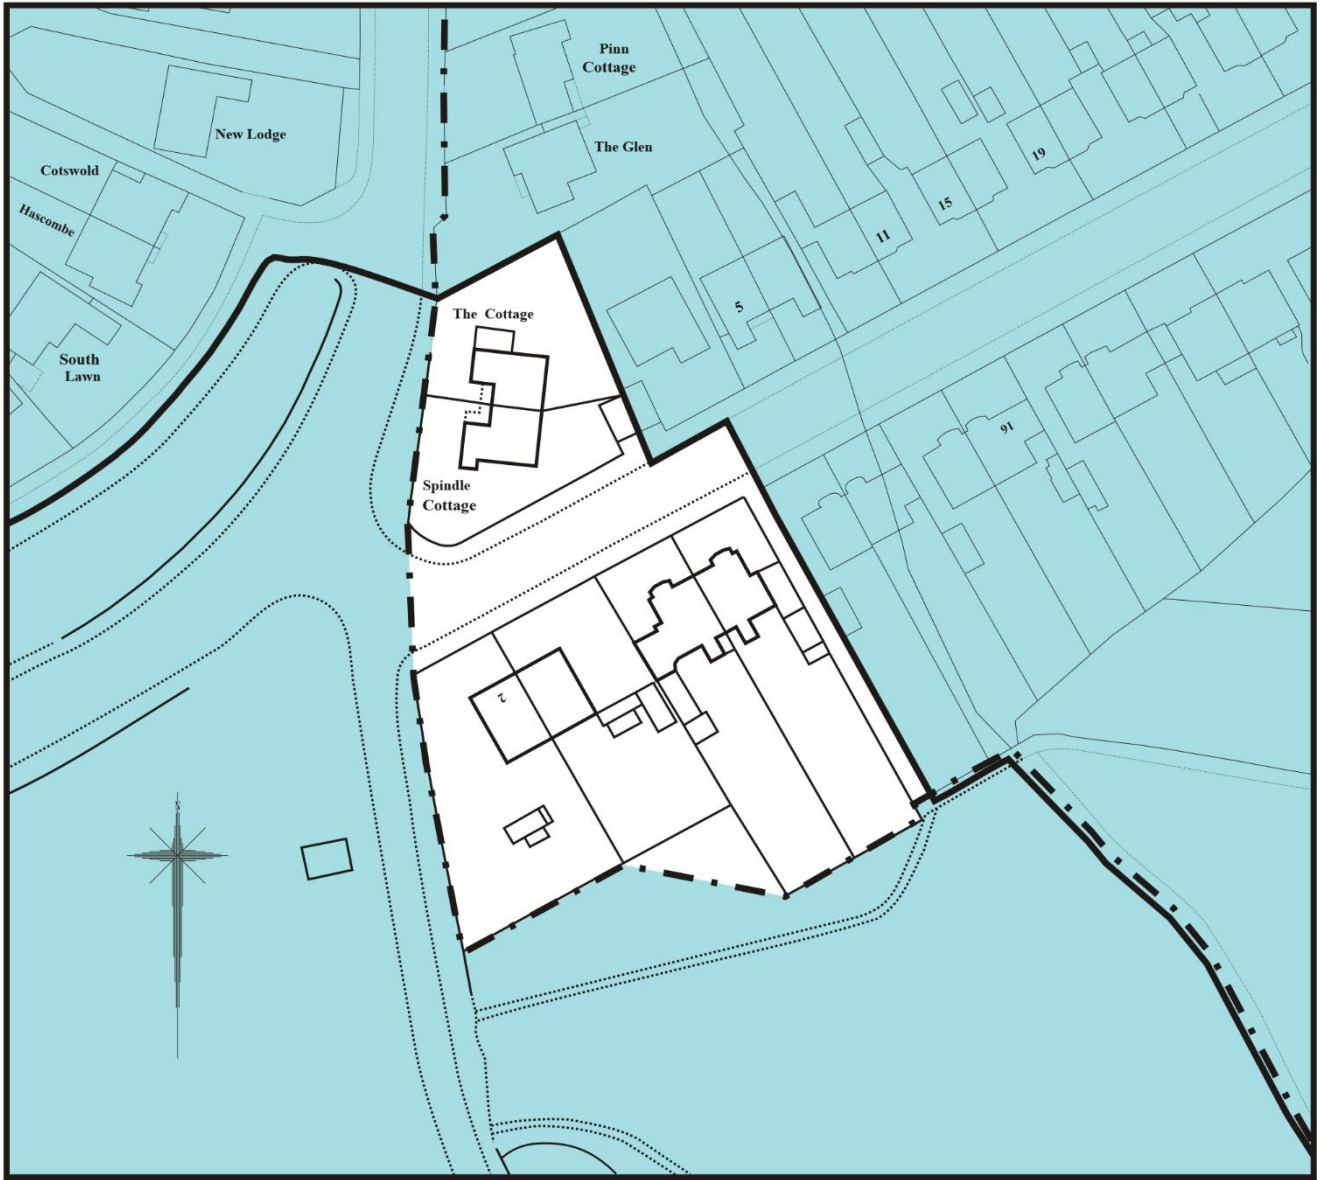 Pinn
Cottage
New Lodge
The Glen
Cotswold
Hascombe
19
15
11
5
The Cottage
South
Lawn
16
Spindle
Cottage
2
N